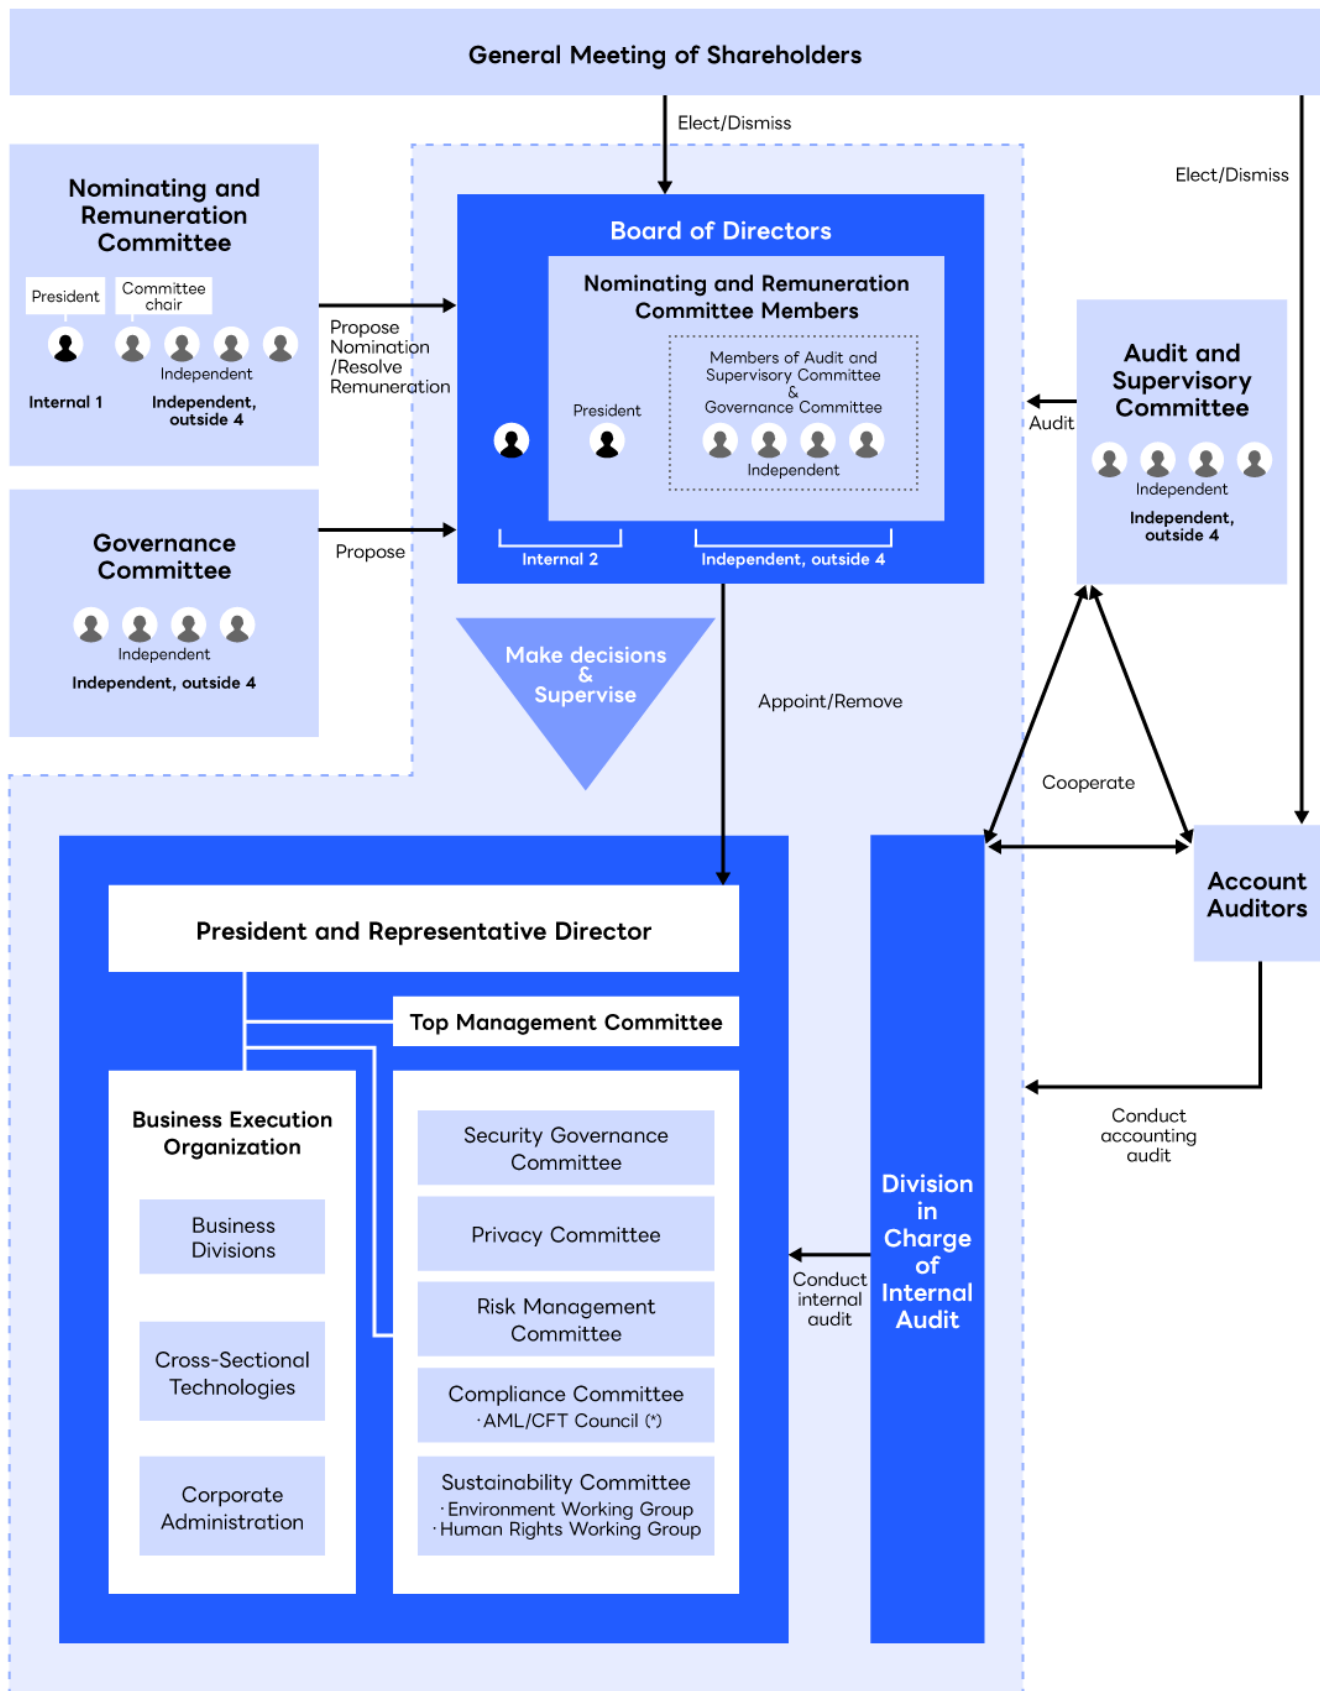 General Meeting of Shareholders
Elect/Dismiss
Elect/Dismiss
Nominating and
Remuneration
Committee
President
Committee
chair
Independent
Internal 1
Independent,
outside 4
Propose
Nomination
/Resolve
Remuneration
Governance
Committee
Independent
Independent, outside 4
Propose
Board of Directors
Nominating and Remuneration
Committee Members
Members of Audit and
Supervisory Committee
&
Governance Committee
President
Independent
Internal 2
Independent, outside 4
Audit and
Supervisory
Committee
Independent
Independent,
outside 4
Audit
Make decisions
&
Supervise
Appoint/Remove
Cooperate
Account
Auditors
Conduct
accounting
audit
President and Representative Director
Top Management Committee
Business Execution
Organization
Business
Divisions
Cross-Sectional
Technologies
Corporate
Administration
Security Governance
Committee
Privacy Committee
Risk Management
Committee
Compliance Committee
・AML/CFT Council (*)
Sustainability Committee
・Environment Working Group
・Human Rights Working Group
Conduct
internal
audit
Division
in
Charge
of
Internal
Audit